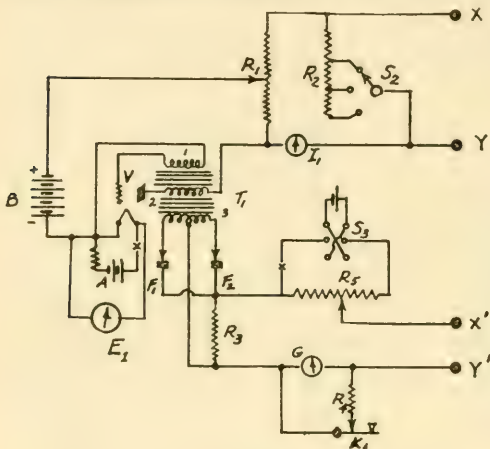 X
R1
R2
S2
Y
I1
+
B
-
V
1
2
T1
3
S3
A
F1
F2
R5
E1
R3
X'
G
Y'
R4
K1